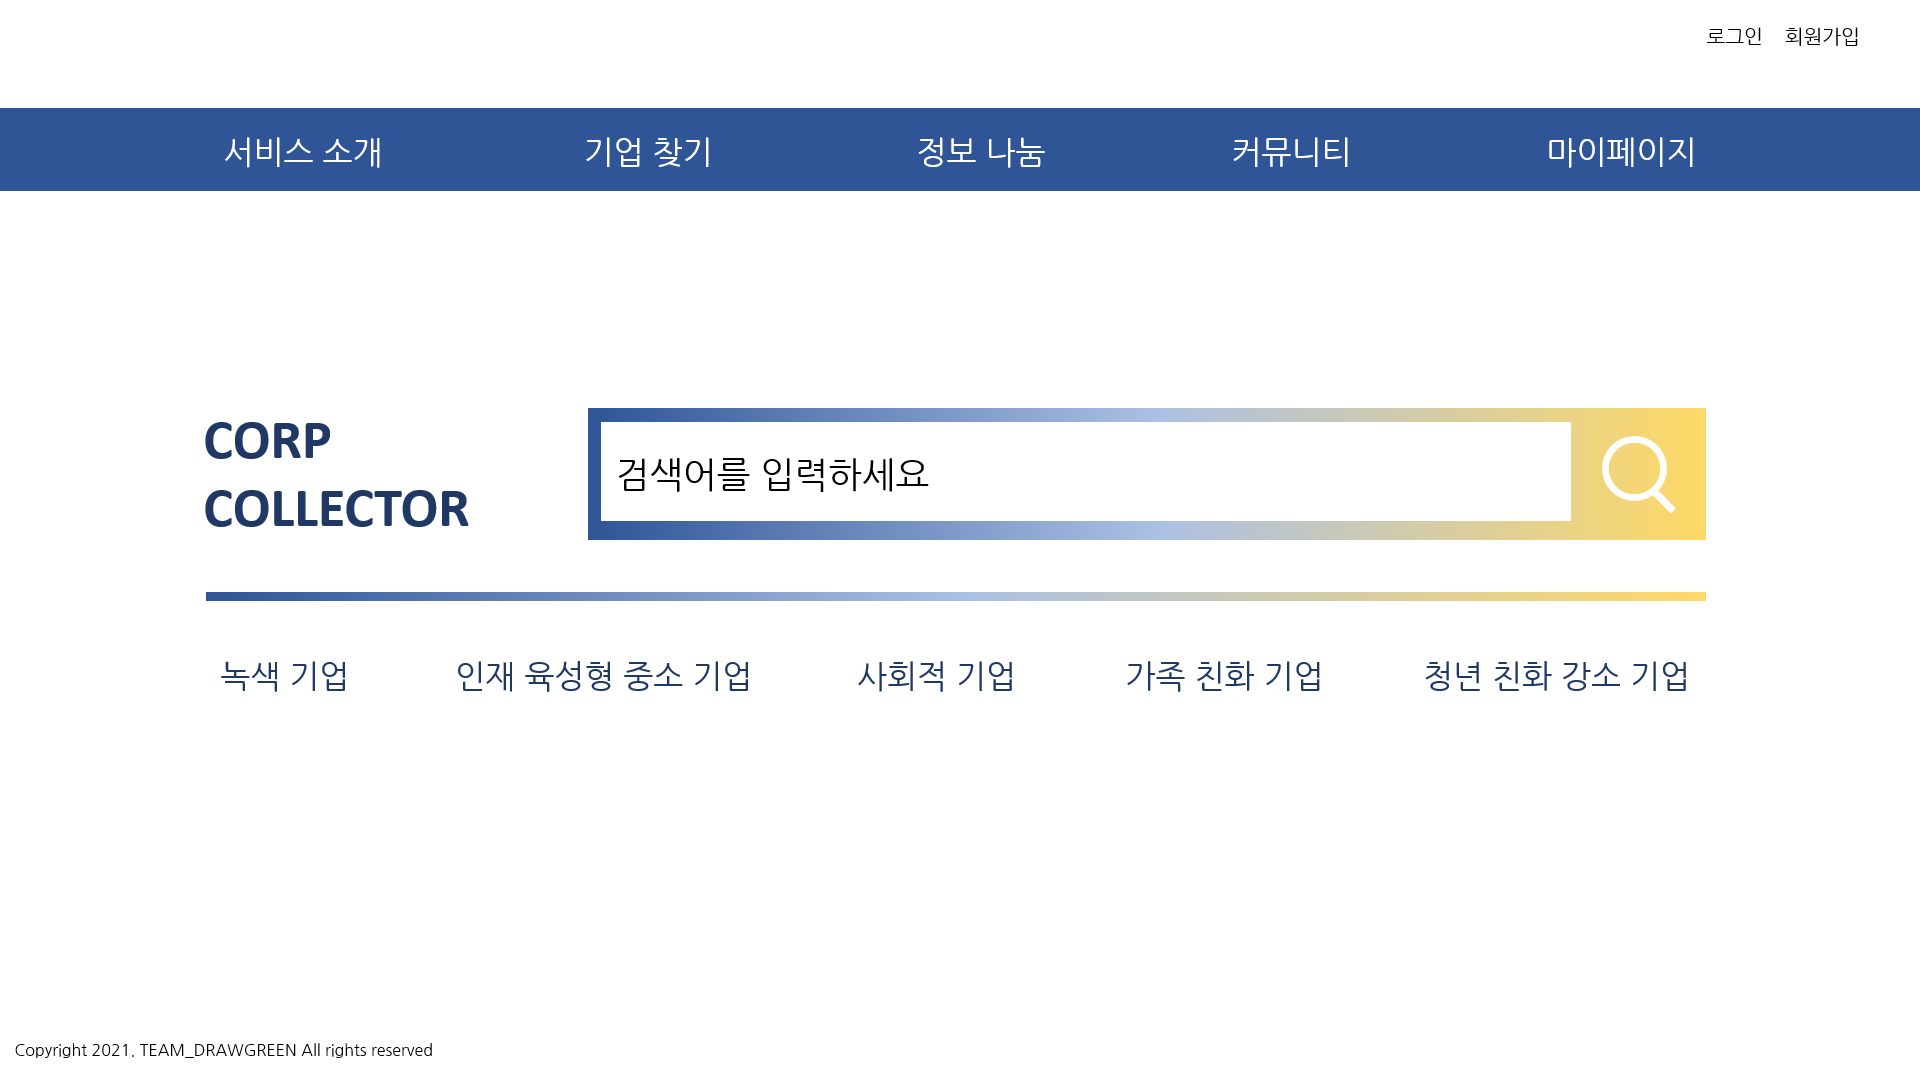 로그인 회원가입
서비스 소개 기업 찾기 정보 나눔 커뮤니티 마이페이지
CORP
COLLECTOR
검색어를 입력하세요
녹색 기업 인재 육성형 중소 기업 사회적 기업 가족 친화 기업 청년 친화 강소 기업
Copyright 2021. TEAM_DRAWGREEN All rights reserved